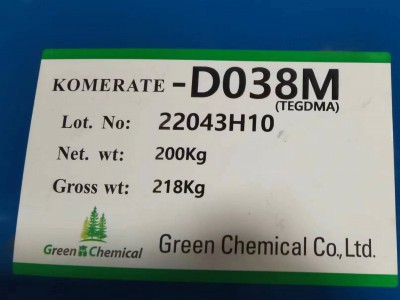 KOMERATE -D038M
(TEGDMA)
Lot. No: 22043H10
Net. wt: 200Kg
Gross wt: 218Kg
Green Chemical
Green Chemical Co., Ltd.